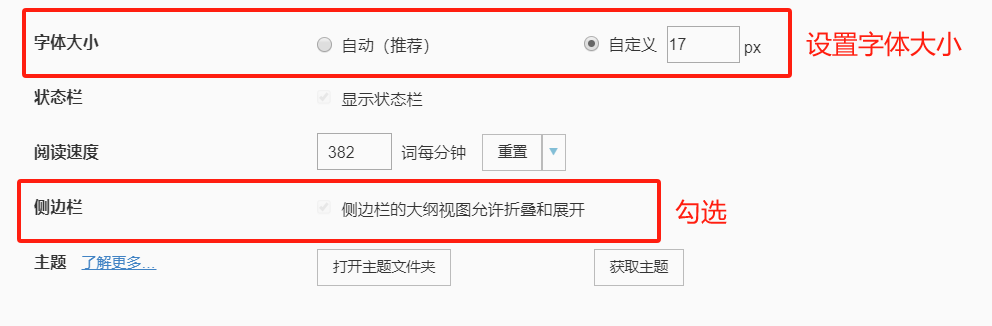 字体大小 自动（推荐） 自定义 17 px 设置字体大小
状态栏 显示状态栏
阅读速度 382 词每分钟 重置
侧边栏 侧边栏的大纲视图允许折叠和展开 勾选
主题 了解更多... 打开主题文件夹 获取主题